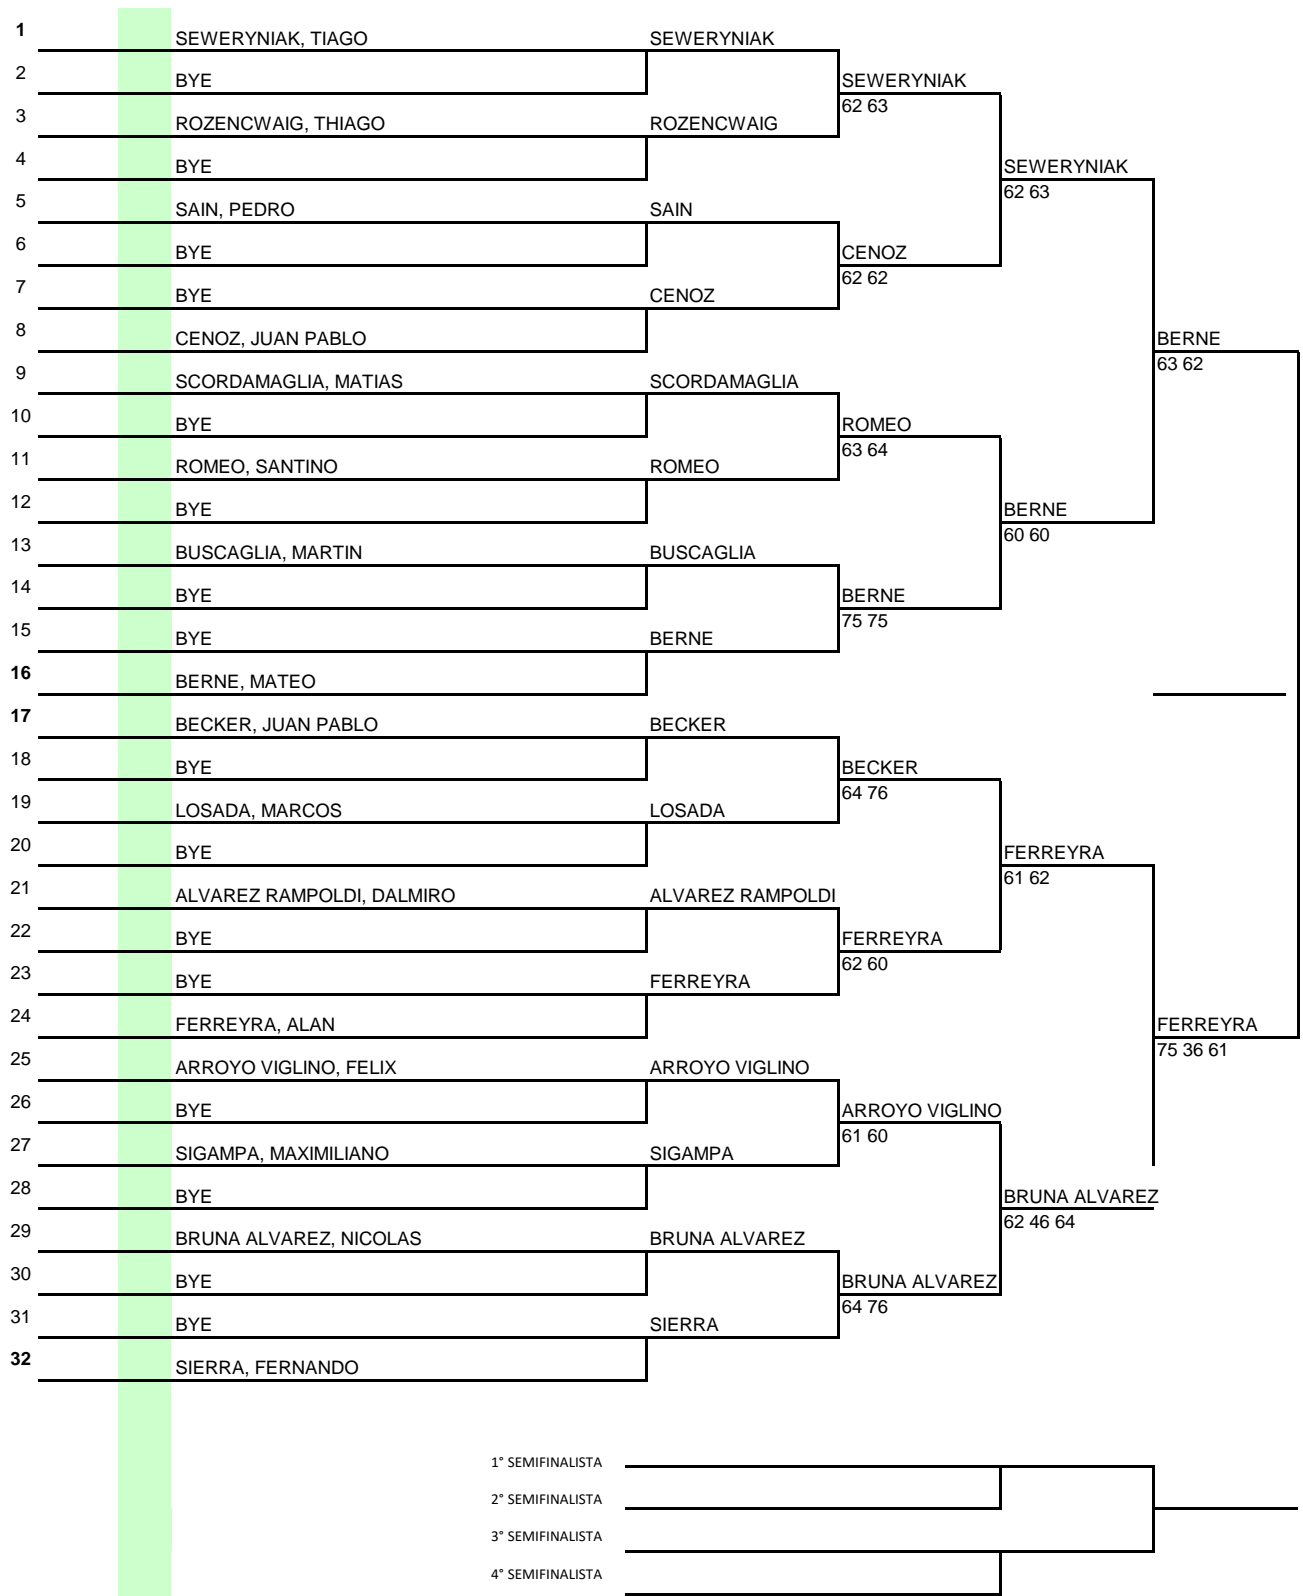 1 SEWERYNIAK, TIAGO SEWERYNIAK
2 BYE SEWERYNIAK
62 63
3 ROZENCWAIG, THIAGO ROZENCWAIG
4 BYE SEWERYNIAK
62 63
5 SAIN, PEDRO SAIN
6 BYE CENOZ
62 62
7 BYE CENOZ
8 CENOZ, JUAN PABLO BERNE
63 62
9 SCORDAMAGLIA, MATIAS SCORDAMAGLIA
10 BYE ROMEO
63 64
11 ROMEO, SANTINO ROMEO
12 BYE BERNE
60 60
13 BUSCAGLIA, MARTIN BUSCAGLIA
14 BYE BERNE
75 75
15 BYE BERNE
16 BERNE, MATEO
17 BECKER, JUAN PABLO BECKER
18 BYE BECKER
64 76
19 LOSADA, MARCOS LOSADA
20 BYE FERREYRA
61 62
21 ALVAREZ RAMPOLDI, DALMIRO ALVAREZ RAMPOLDI
22 BYE FERREYRA
62 60
23 BYE FERREYRA
24 FERREYRA, ALAN FERREYRA
75 36 61
25 ARROYO VIGLINO, FELIX ARROYO VIGLINO
26 BYE ARROYO VIGLINO
61 60
27 SIGAMPA, MAXIMILIANO SIGAMPA
28 BYE BRUNA ALVAREZ
62 46 64
29 BRUNA ALVAREZ, NICOLAS BRUNA ALVAREZ
30 BYE BRUNA ALVAREZ
64 76
31 BYE SIERRA
32 SIERRA, FERNANDO
1° SEMIFINALISTA
2° SEMIFINALISTA
3° SEMIFINALISTA
4° SEMIFINALISTA